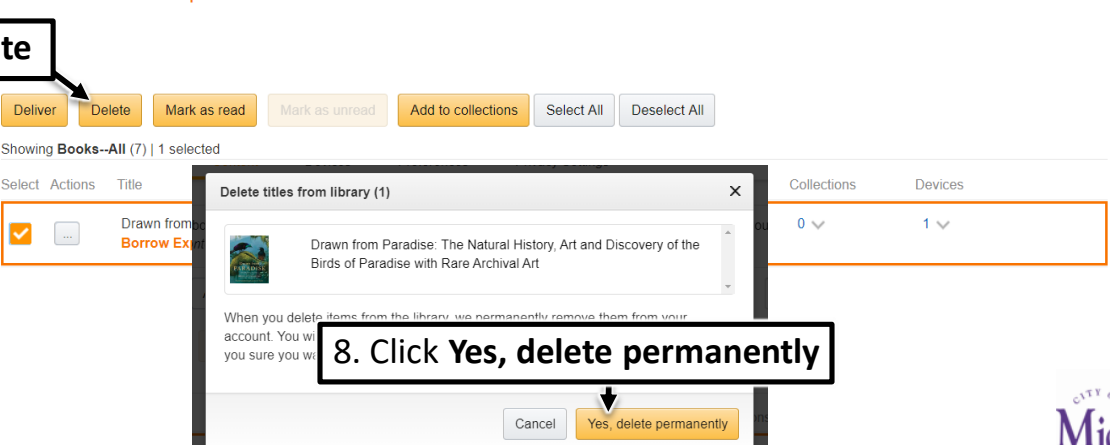 te
Deliver Delete Mark as read Mark as unread Add to collections Select All Deselect All
Showing Books--All (7) | 1 selected
Select Actions Title Collections Devices
Delete titles from library (1) ×
Drawn from
Borrow Ex
0 1
Drawn from Paradise: The Natural History, Art and Discovery of the
Birds of Paradise with Rare Archival Art
PARADISE
When you delete items from the library, we permanently remove them from your
account. You wi
you sure you wa
8. Click Yes, delete permanently
Cancel Yes, delete permanently
CITY
Mi